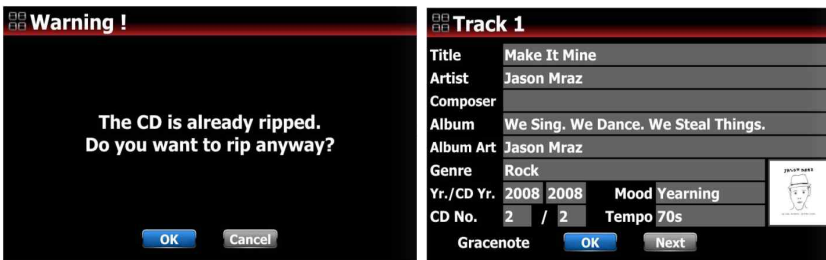 Warning !
The CD is already ripped.
Do you want to rip anyway?
OK Cancel
Track 1
Title Make It Mine
Artist Jason Mraz
Composer
Album We Sing. We Dance. We Steal Things.
Album Art Jason Mraz
Genre Rock
Yr./CD Yr. 2008 2008 Mood Yearning
CD No. 2 / 2 Tempo 70s
Gracenote OK Next
JASON MRAZ